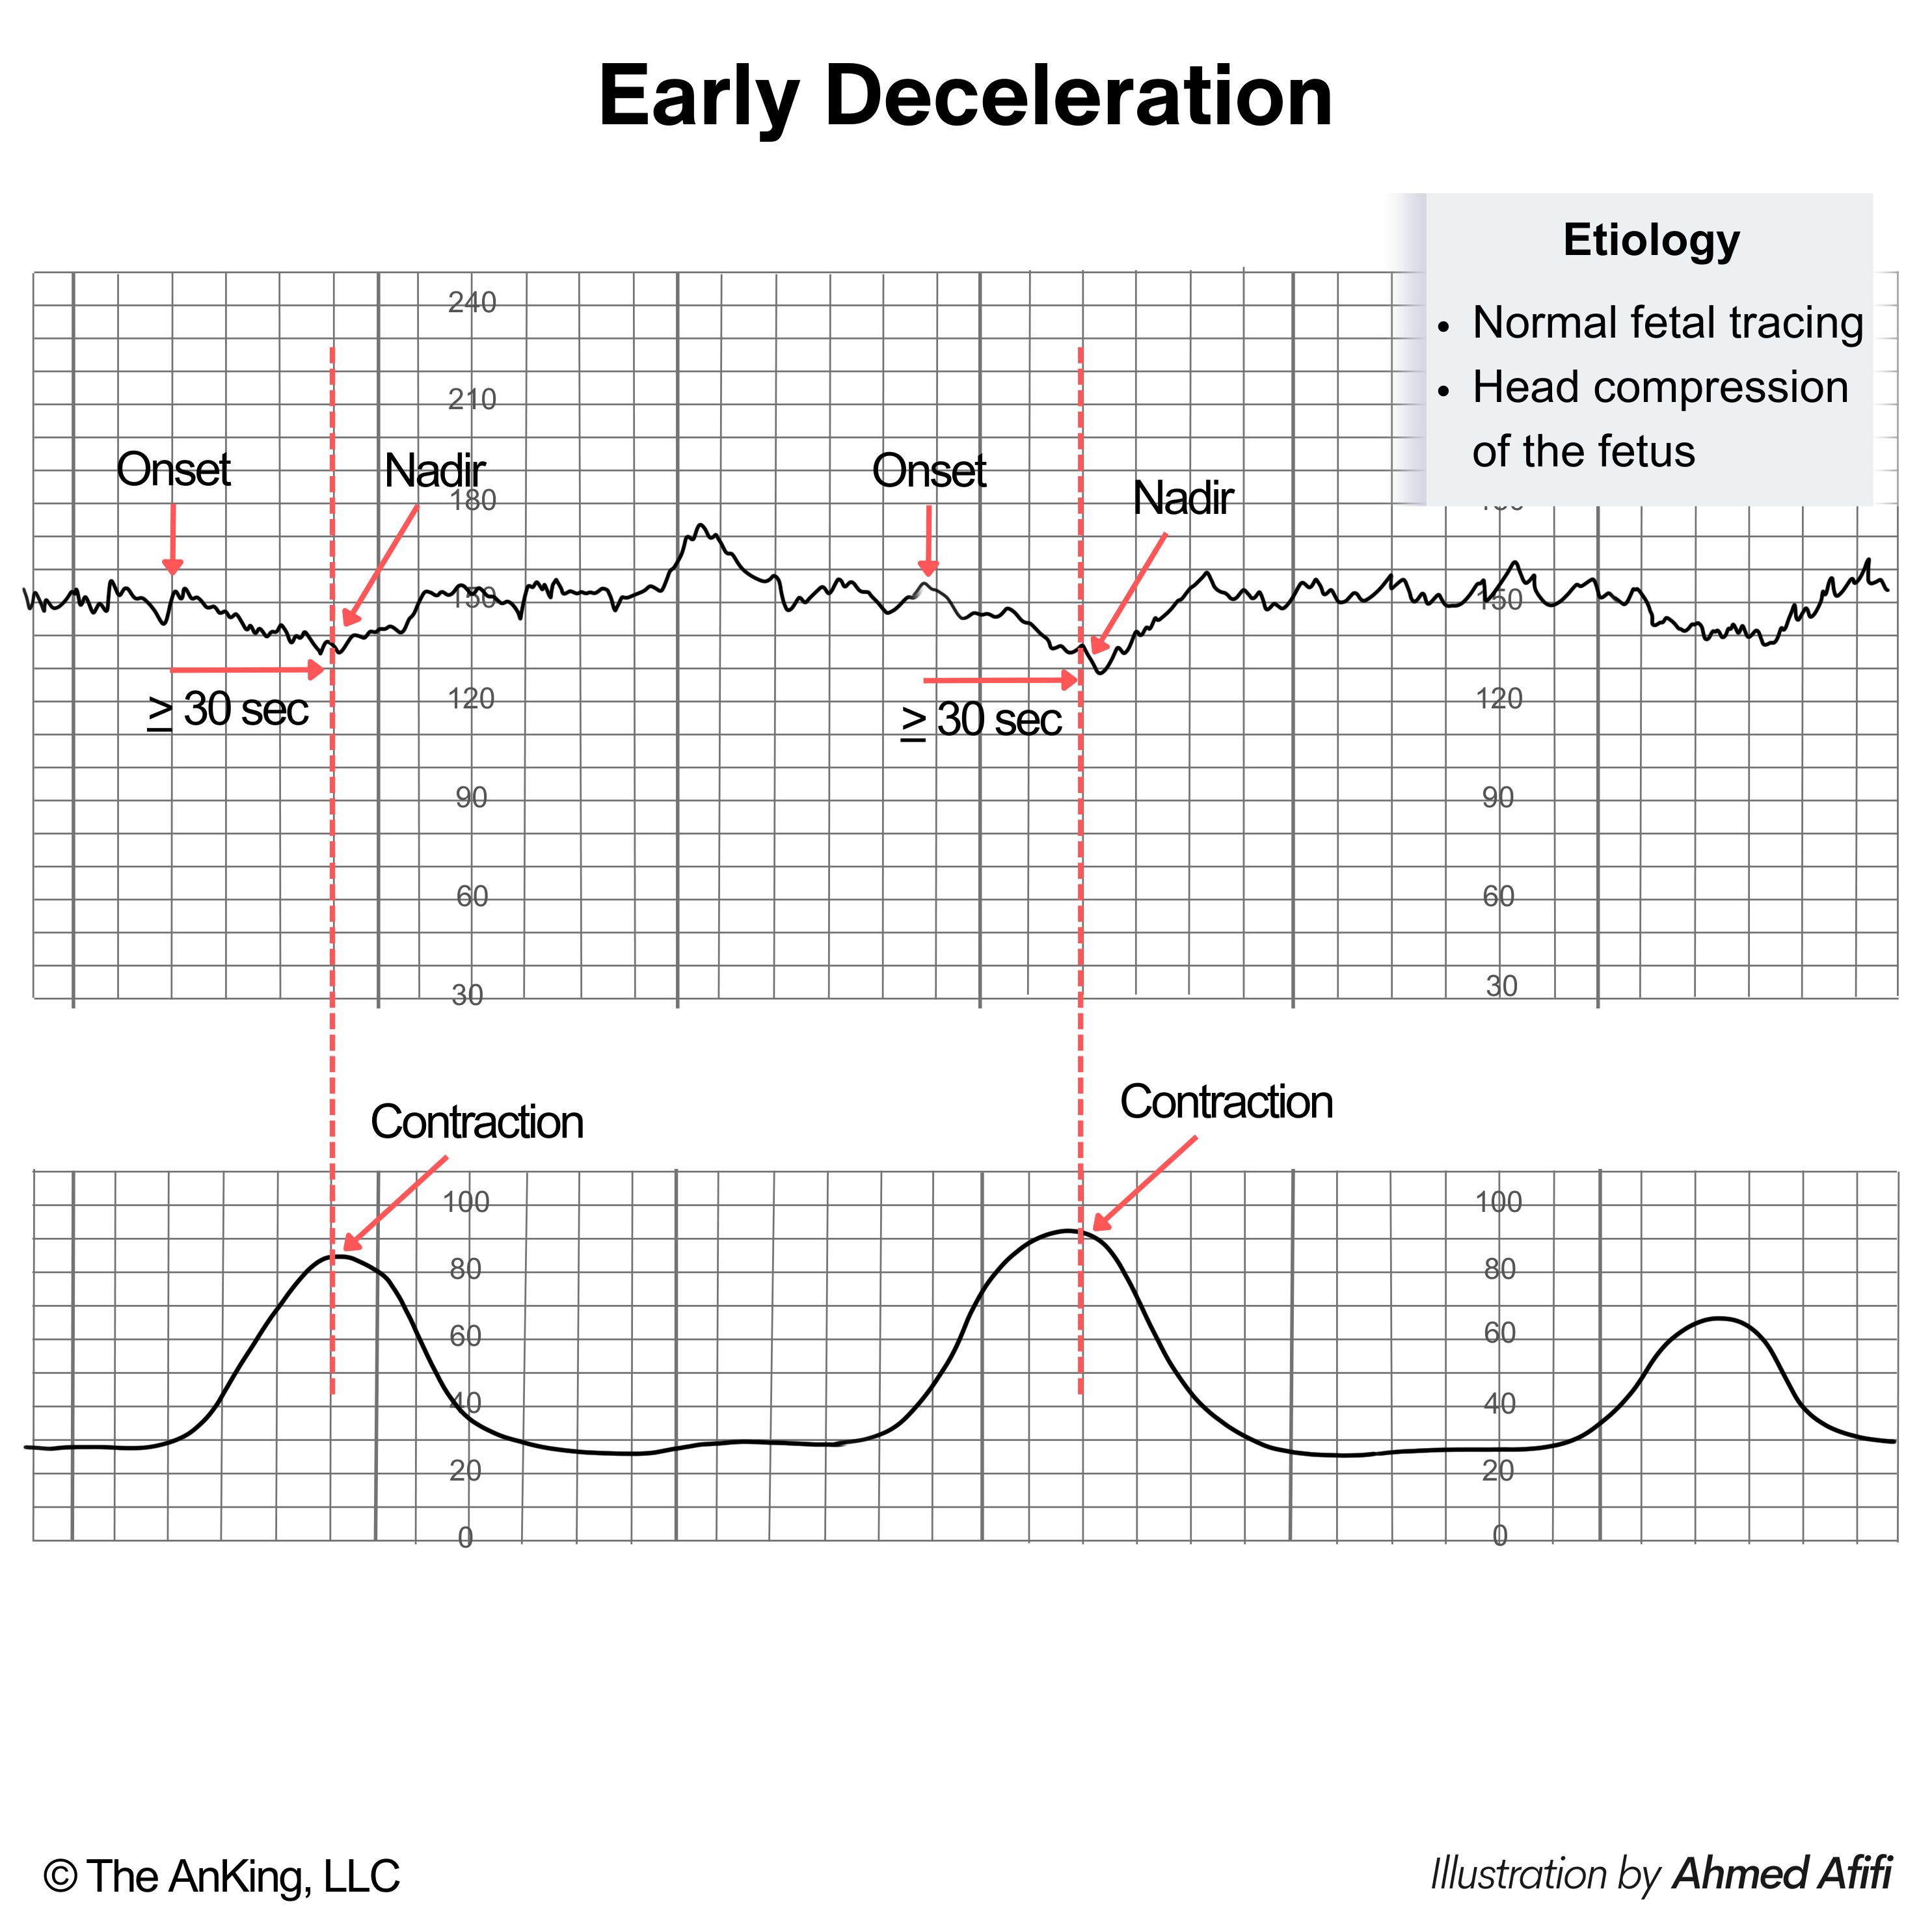 Early Deceleration
Etiology
• Normal fetal tracing
• Head compression
of the fetus
240
210
Onset
Nadir
Onset
Nadir
180
150
150
≥ 30 sec
120
≥ 30 sec
120
90
90
60
60
30
30
Contraction
Contraction
100
100
80
80
60
60
40
40
20
20
0
0
© The AnKing, LLC
Illustration by Ahmed Afifi